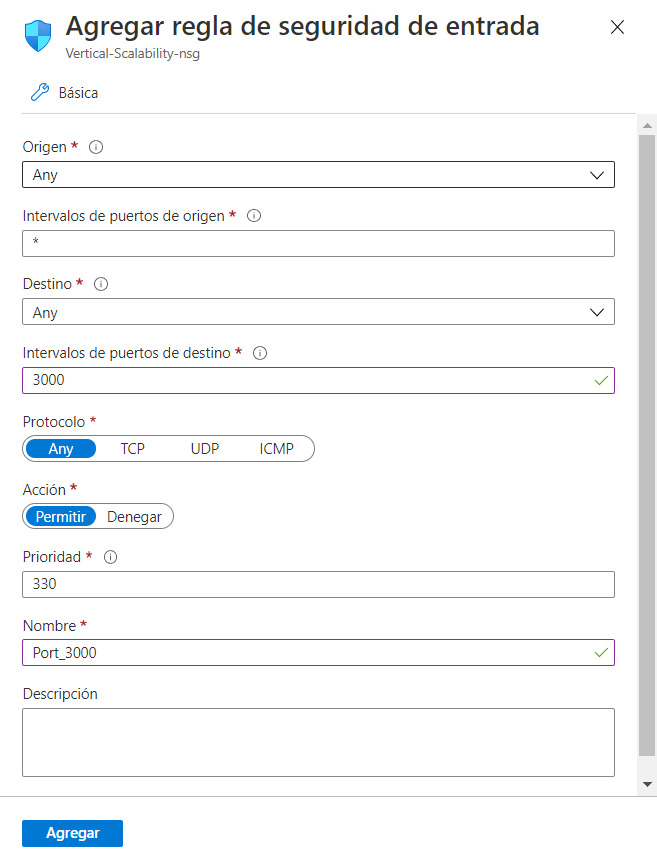 Agregar regla de seguridad de entrada
Vertical-Scalability-nsg
Básica
Origen *
Any
Intervalos de puertos de origen *
*
Destino *
Any
Intervalos de puertos de destino *
3000
Protocolo *
Any TCP UDP ICMP
Acción *
Permitir Denegar
Prioridad *
330
Nombre *
Port_3000
Descripción
Agregar